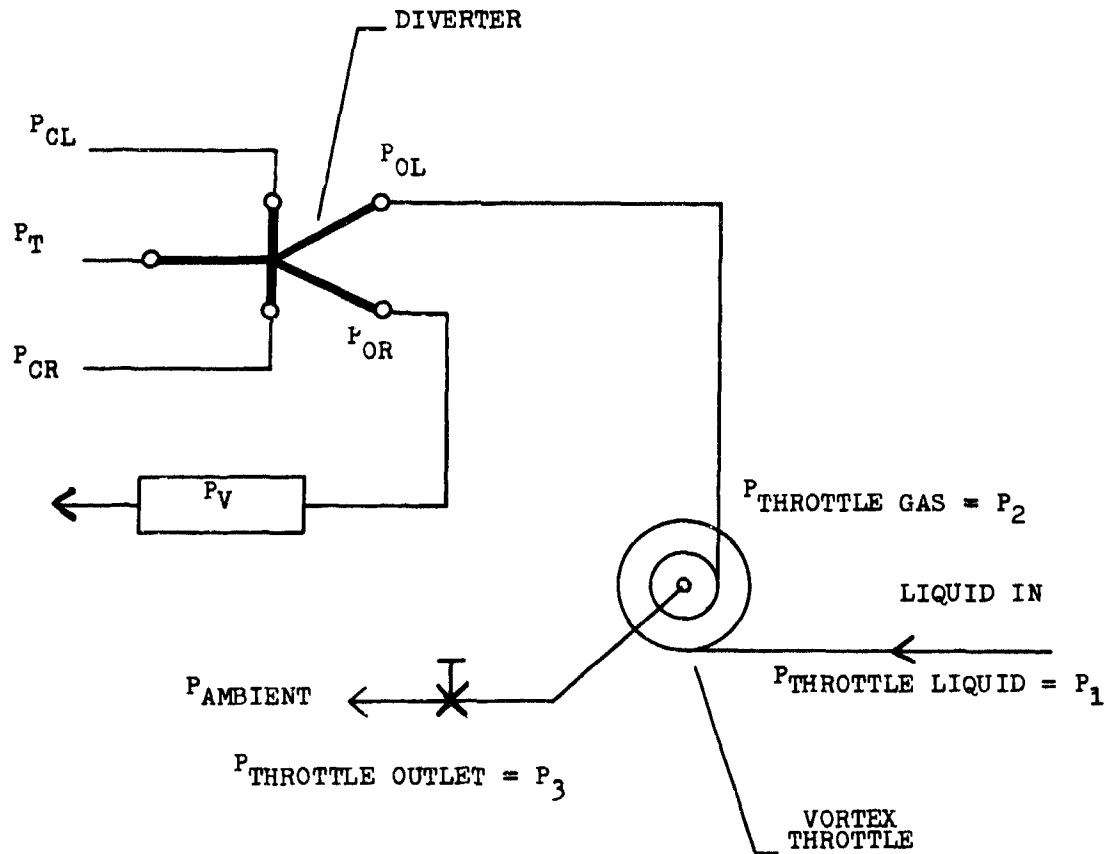 DIVERTER
P_CL
P_OL
P_T
P_OR
P_CR
P_V
P_THROTTLE GAS = P_2
LIQUID IN
P_THROTTLE LIQUID = P_1
P_AMBIENT
P_THROTTLE OUTLET = P_3
VORTEX
THROTTLE